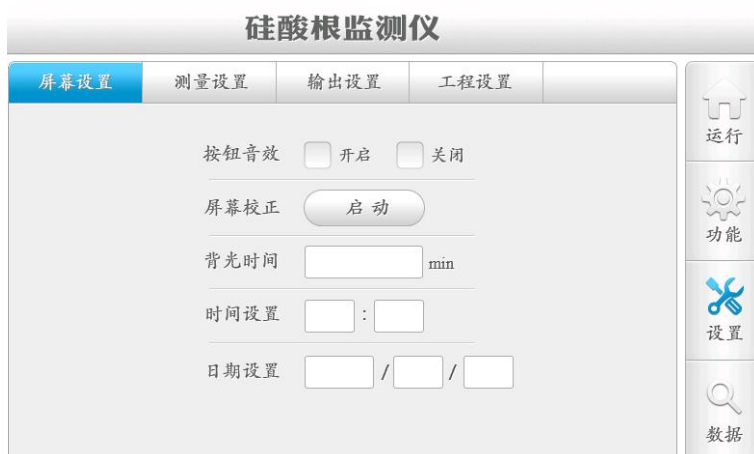 硅酸根监测仪
屏幕设置 测量设置 输出设置 工程设置
按钮音效 开启 关闭
屏幕校正 启动
背光时间 min
时间设置 :
日期设置 / /
运行
功能
设置
数据